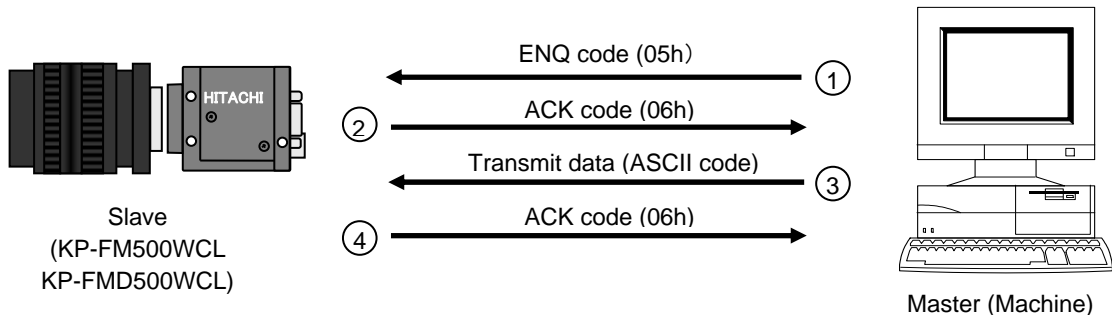 ENQ code (05h）
①
HITACHI
ACK code (06h)
②
Transmit data (ASCII code)
③
ACK code (06h)
④
Slave
(KP-FM500WCL
KP-FMD500WCL)
Master (Machine)